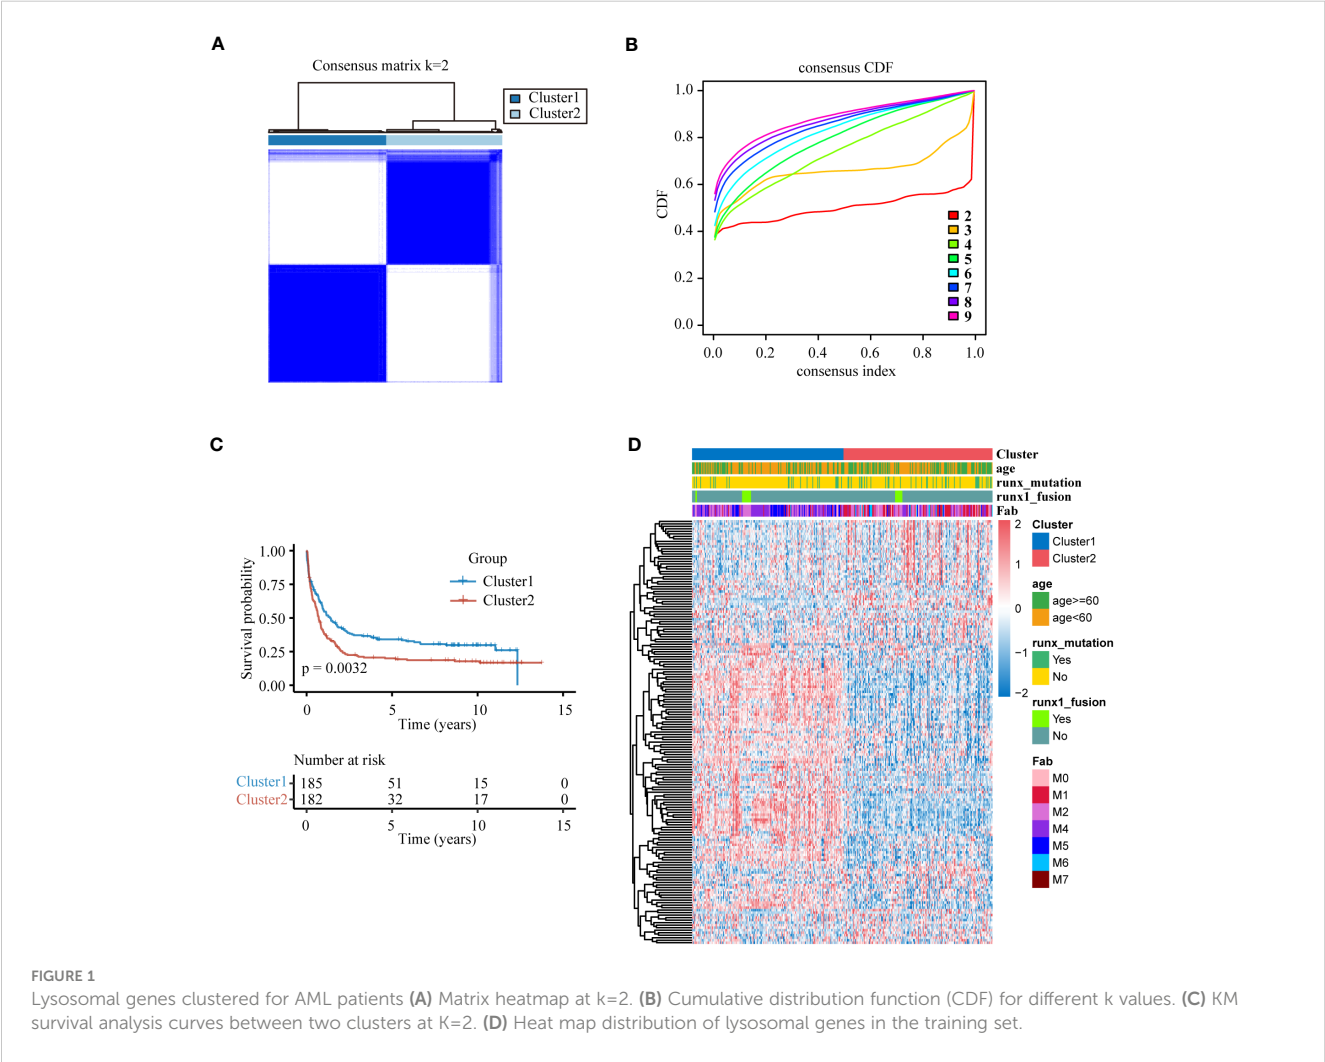 A
Consensus matrix k=2
Cluster1
Cluster2
B
consensus CDF
CDF
1.0
0.8
0.6
0.4
0.2
0.0
2
3
4
5
6
7
8
9
0.0 0.2 0.4 0.6 0.8 1.0
consensus index
C
Survival probability
1.00
0.75
0.50
0.25
0.00
Group
Cluster1
Cluster2
p = 0.0032
0 5 10 15
Time (years)
Number at risk
Cluster1 185 51 15 0
Cluster2 182 32 17 0
0 5 10 15
Time (years)
D
Cluster
age
runx_mutation
runx1_fusion
Fab
2
1
0
−1
−2
Cluster
Cluster1
Cluster2
age
age>=60
age<60
runx_mutation
Yes
No
runx1_fusion
Yes
No
Fab
M0
M1
M2
M4
M5
M6
M7
FIGURE 1
Lysosomal genes clustered for AML patients (A) Matrix heatmap at k=2. (B) Cumulative distribution function (CDF) for different k values. (C) KM
survival analysis curves between two clusters at K=2. (D) Heat map distribution of lysosomal genes in the training set.